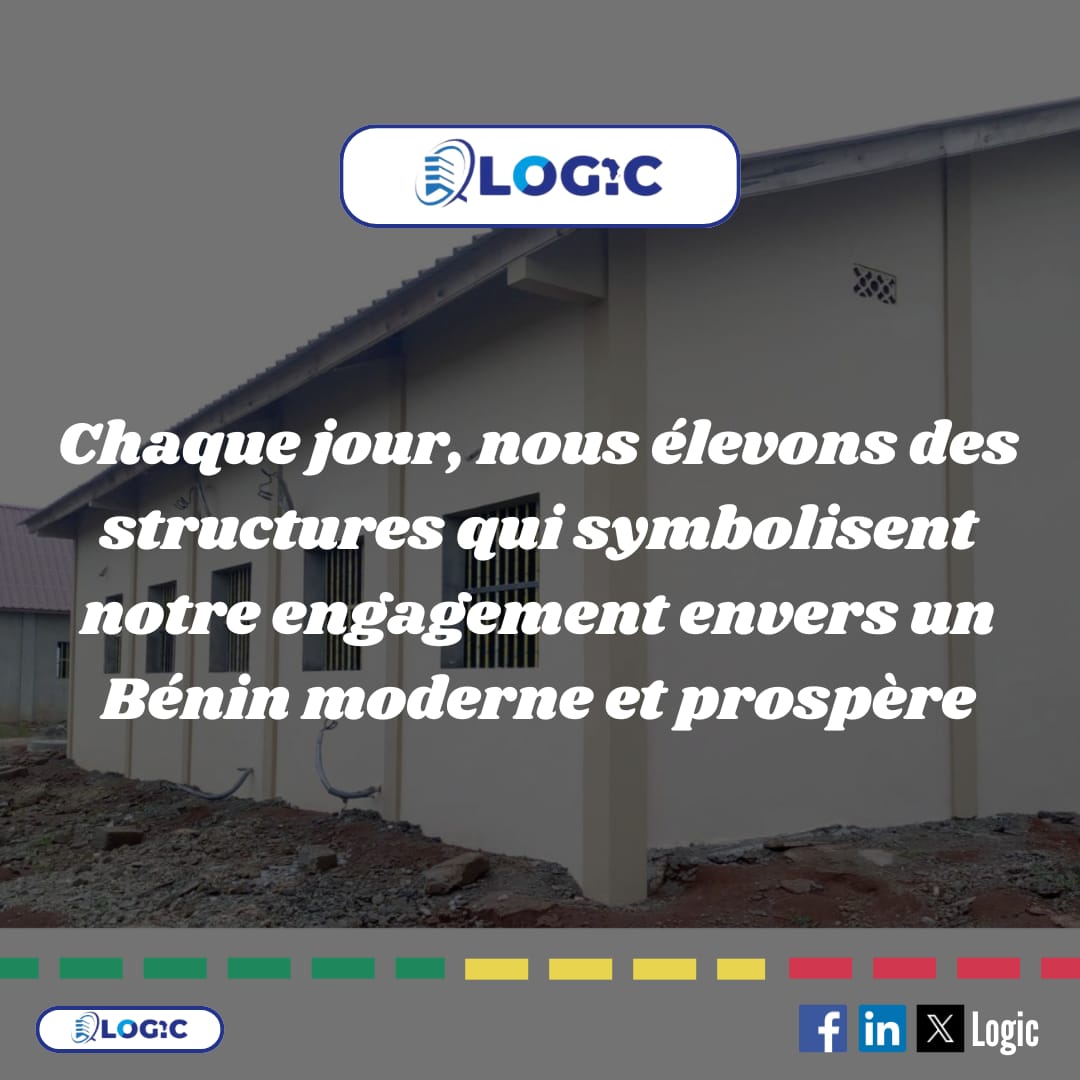 LOGIC
Chaque jour, nous élevons des
structures qui symbolisent
notre engagement envers un
Bénin moderne et prospère
LOGIC
Logic